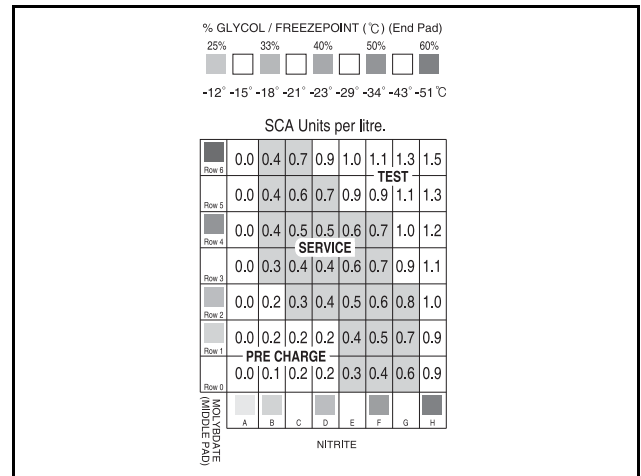 % GLYCOL / FREEZEPOINT (°C) (End Pad)
25% 33% 40% 50% 60%
-12° -15° -18° -21° -23° -29° -34° -43° -51 °C
SCA Units per litre.
Row 6 0.0 0.4 0.7 0.9 1.0 1.1 1.3 1.5
TEST
Row 5 0.0 0.4 0.6 0.7 0.9 0.9 1.1 1.3
Row 4 0.0 0.4 0.5 0.5 0.6 0.7 1.0 1.2
SERVICE
Row 3 0.0 0.3 0.4 0.4 0.6 0.7 0.9 1.1
Row 2 0.0 0.2 0.3 0.4 0.5 0.6 0.8 1.0
Row 1 0.0 0.2 0.2 0.2 0.4 0.5 0.7 0.9
PRE CHARGE
Row 0 0.0 0.1 0.2 0.2 0.3 0.4 0.6 0.9
MOLYBDATE
(MIDDLE PAD)
A B C D E F G H
NITRITE